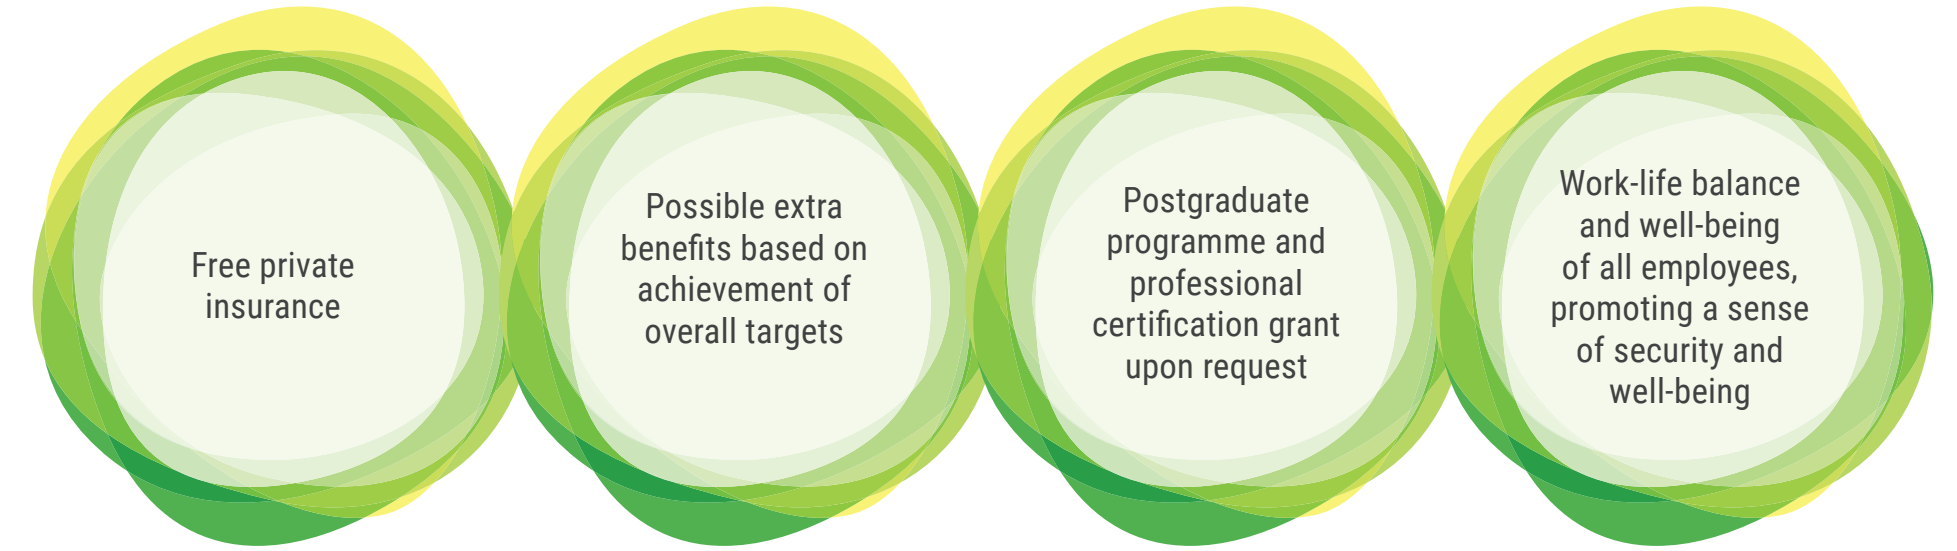 Free private
insurance
Possible extra
benefits based on
achievement of
overall targets
Postgraduate
programme and
professional
certification grant
upon request
Work-life balance
and well-being
of all employees,
promoting a sense
of security and
well-being